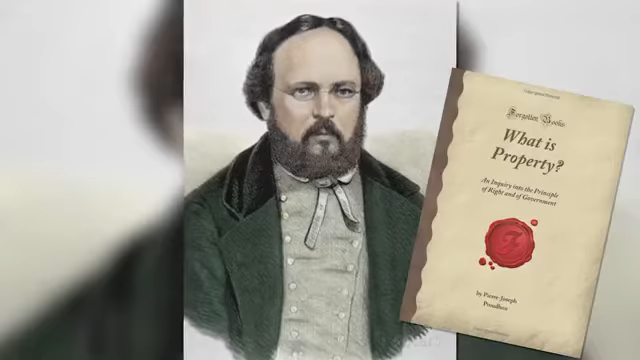 Forgotten Books
What is
Property?
An Inquiry into the Principle
of Right and of Government
by Pierre-Joseph
Proudhon